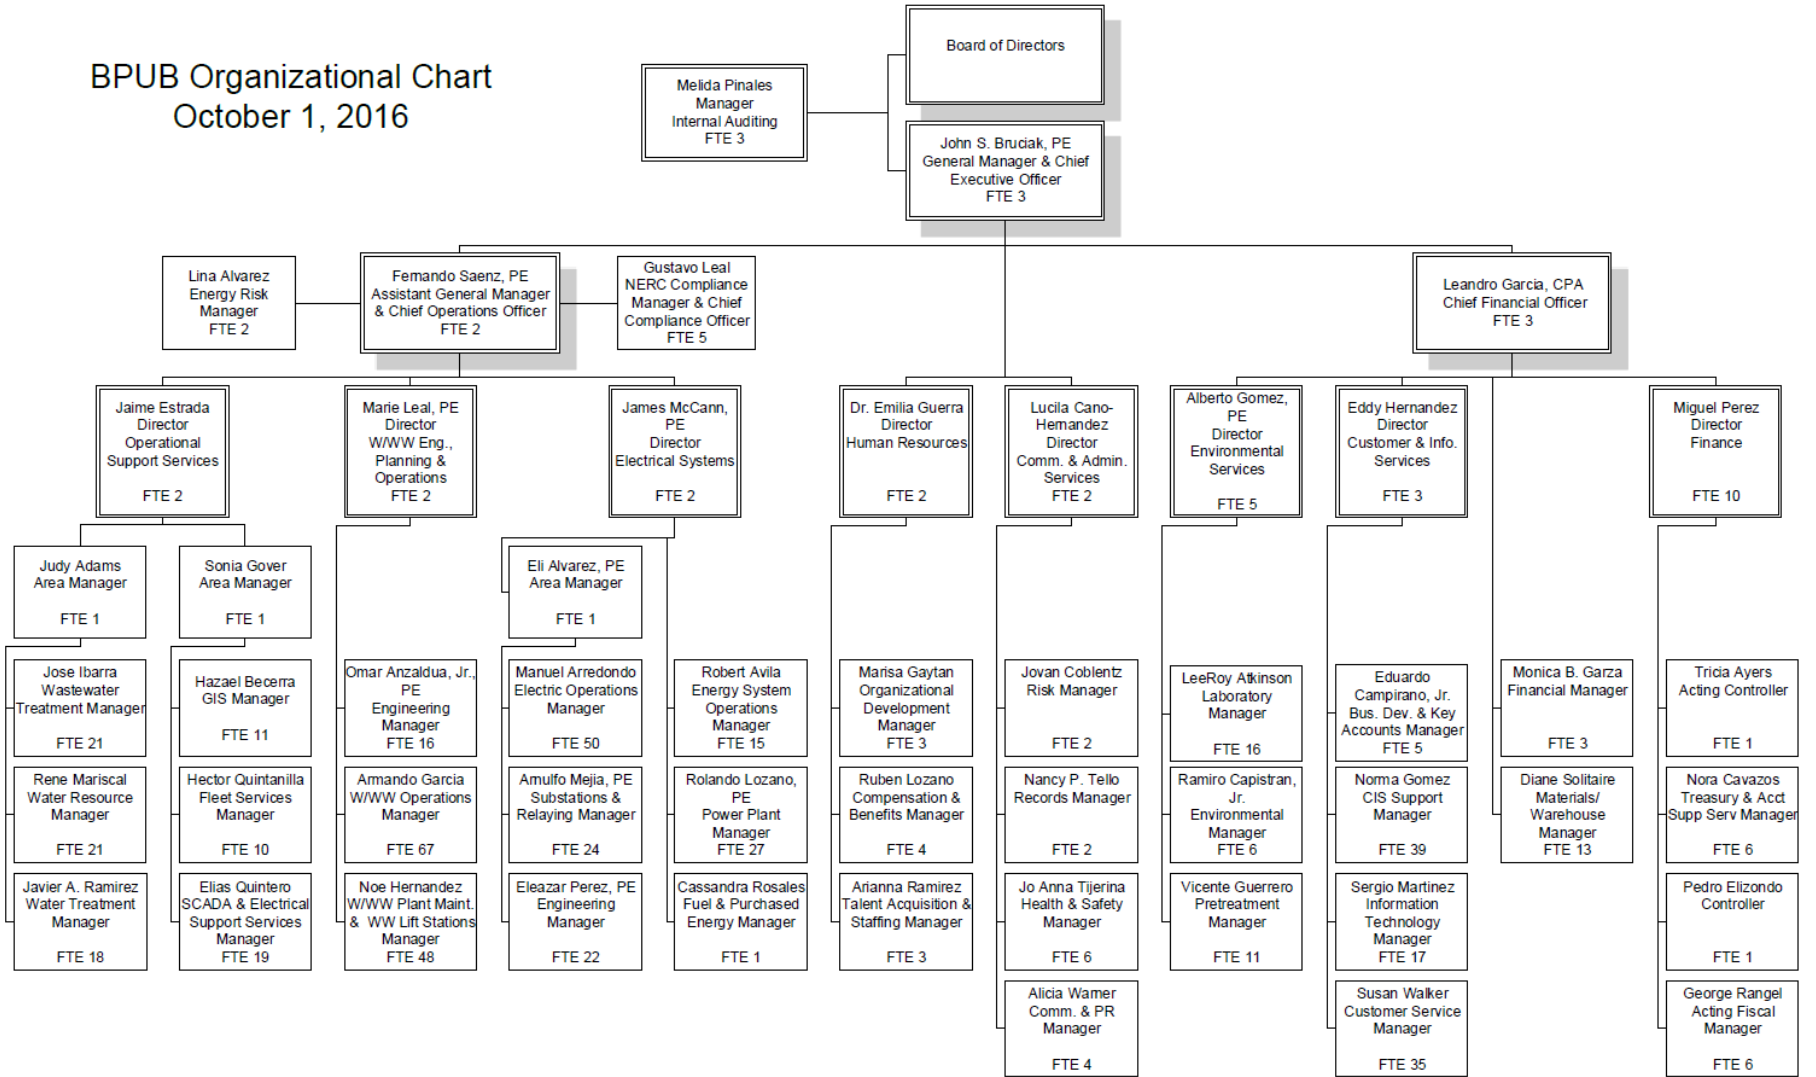 BPUB Organizational Chart
October 1, 2016
Board of Directors
Melida Pinales
Manager
Internal Auditing
FTE 3
John S. Bruciak, PE
General Manager & Chief
Executive Officer
FTE 3
Lina Alvarez
Energy Risk
Manager
FTE 2
Fernando Saenz, PE
Assistant General Manager
& Chief Operations Officer
FTE 2
Gustavo Leal
NERC Compliance
Manager & Chief
Compliance Officer
FTE 5
Leandro Garcia, CPA
Chief Financial Officer
FTE 3
Jaime Estrada
Director
Operational
Support Services
FTE 2
Marie Leal, PE
Director
W/WW Eng.,
Planning &
Operations
FTE 2
James McCann,
PE
Director
Electrical Systems
FTE 2
Dr. Emilia Guerra
Director
Human Resources
FTE 2
Lucila Cano-
Hernandez
Director
Comm. & Admin.
Services
FTE 2
Alberto Gomez,
PE
Director
Environmental
Services
FTE 5
Eddy Hernandez
Director
Customer & Info.
Services
FTE 3
Miguel Perez
Director
Finance
FTE 10
Judy Adams
Area Manager
FTE 1
Sonia Gover
Area Manager
FTE 1
Eli Alvarez, PE
Area Manager
FTE 1
Jose Ibarra
Wastewater
Treatment Manager
FTE 21
Hazael Becerra
GIS Manager
FTE 11
Omar Anzaldua, Jr.,
PE
Engineering
Manager
FTE 16
Manuel Arredondo
Electric Operations
Manager
FTE 50
Robert Avila
Energy System
Operations
Manager
FTE 15
Marisa Gaytan
Organizational
Development
Manager
FTE 3
Jovan Coblentz
Risk Manager
FTE 2
LeeRoy Atkinson
Laboratory
Manager
FTE 16
Eduardo
Campirano, Jr.
Bus. Dev. & Key
Accounts Manager
FTE 5
Monica B. Garza
Financial Manager
FTE 3
Tricia Ayers
Acting Controller
FTE 1
Rene Mariscal
Water Resource
Manager
FTE 21
Hector Quintanilla
Fleet Services
Manager
FTE 10
Armando Garcia
W/WW Operations
Manager
FTE 67
Arnulfo Mejia, PE
Substations &
Relaying Manager
FTE 24
Rolando Lozano,
PE
Power Plant
Manager
FTE 27
Ruben Lozano
Compensation &
Benefits Manager
FTE 4
Nancy P. Tello
Records Manager
FTE 2
Ramiro Capistran,
Jr.
Environmental
Manager
FTE 6
Norma Gomez
CIS Support
Manager
FTE 39
Diane Solitaire
Materials/
Warehouse
Manager
FTE 13
Nora Cavazos
Treasury & Acct
Supp Serv Manager
FTE 6
Javier A. Ramirez
Water Treatment
Manager
FTE 18
Elias Quintero
SCADA & Electrical
Support Services
Manager
FTE 19
Noe Hernandez
W/WW Plant Maint.
& WW Lift Stations
Manager
FTE 48
Eleazar Perez, PE
Engineering
Manager
FTE 22
Cassandra Rosales
Fuel & Purchased
Energy Manager
FTE 1
Arianna Ramirez
Talent Acquisition &
Staffing Manager
FTE 3
Jo Anna Tijerina
Health & Safety
Manager
FTE 6
Vicente Guerrero
Pretreatment
Manager
FTE 11
Sergio Martinez
Information
Technology
Manager
FTE 17
Pedro Elizondo
Controller
FTE 1
Alicia Warner
Comm. & PR
Manager
FTE 4
Susan Walker
Customer Service
Manager
FTE 35
George Rangel
Acting Fiscal
Manager
FTE 6